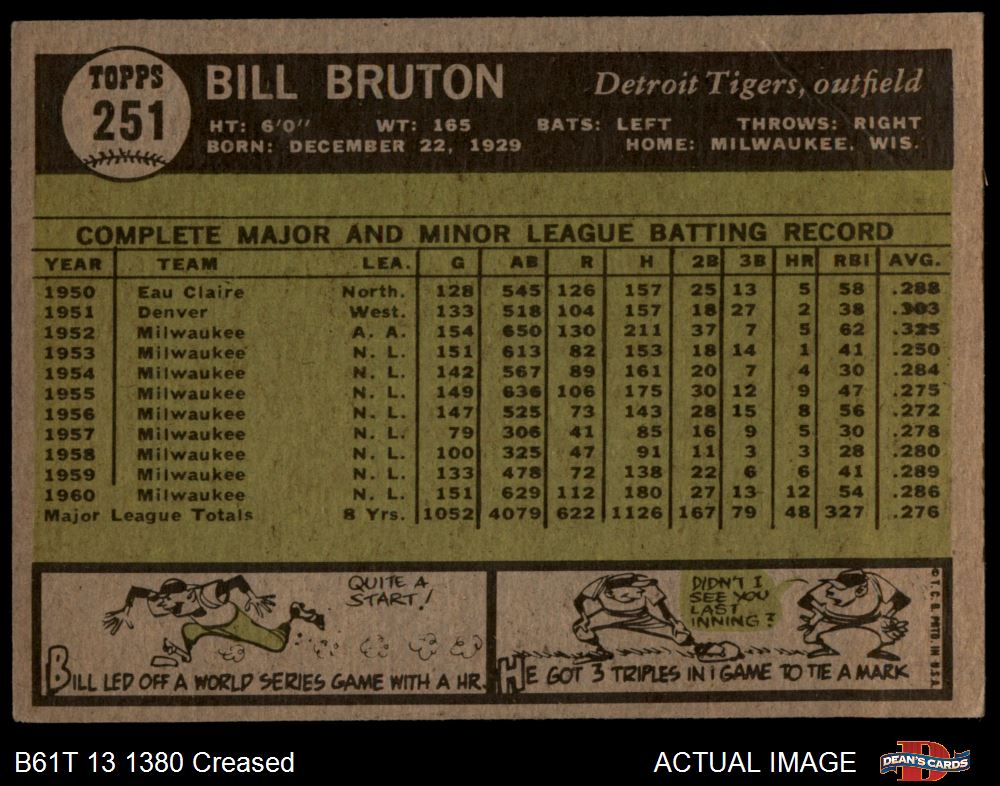 TOPPS
251
BILL BRUTON
Detroit Tigers, outfield
HT: 6'0" WT: 165 BATS: LEFT THROWS: RIGHT
BORN: DECEMBER 22, 1929 HOME: MILWAUKEE, WIS.
COMPLETE MAJOR AND MINOR LEAGUE BATTING RECORD
YEAR TEAM LEA. G AB R H 2B 3B HR RBI AVG.
1950 Eau Claire North. 128 545 126 157 25 13 5 58 .288
1951 Denver West. 133 518 104 157 18 27 2 38 .303
1952 Milwaukee A. A. 154 650 130 211 37 7 5 62 .325
1953 Milwaukee N. L. 151 613 82 153 18 14 1 41 .250
1954 Milwaukee N. L. 142 567 89 161 20 7 4 30 .284
1955 Milwaukee N. L. 149 636 106 175 30 12 9 47 .275
1956 Milwaukee N. L. 147 525 73 143 28 15 8 56 .272
1957 Milwaukee N. L. 79 306 41 85 16 9 5 30 .278
1958 Milwaukee N. L. 100 325 47 91 11 3 3 28 .280
1959 Milwaukee N. L. 133 478 72 138 22 6 6 41 .289
1960 Milwaukee N. L. 151 629 112 180 27 13 12 54 .286
Major League Totals 8 Yrs. 1052 4079 622 1126 167 79 48 327 .276
QUITE A
START!
BILL LED OFF A WORLD SERIES GAME WITH A HR.
DIDN'T I
SEE YOU
LAST
INNING?
HE GOT 3 TRIPLES IN 1 GAME TO TIE A MARK
© T.C.G. PRTD. IN U.S.A.
B61T 13 1380 Creased
ACTUAL IMAGE
DEAN'S CARDS